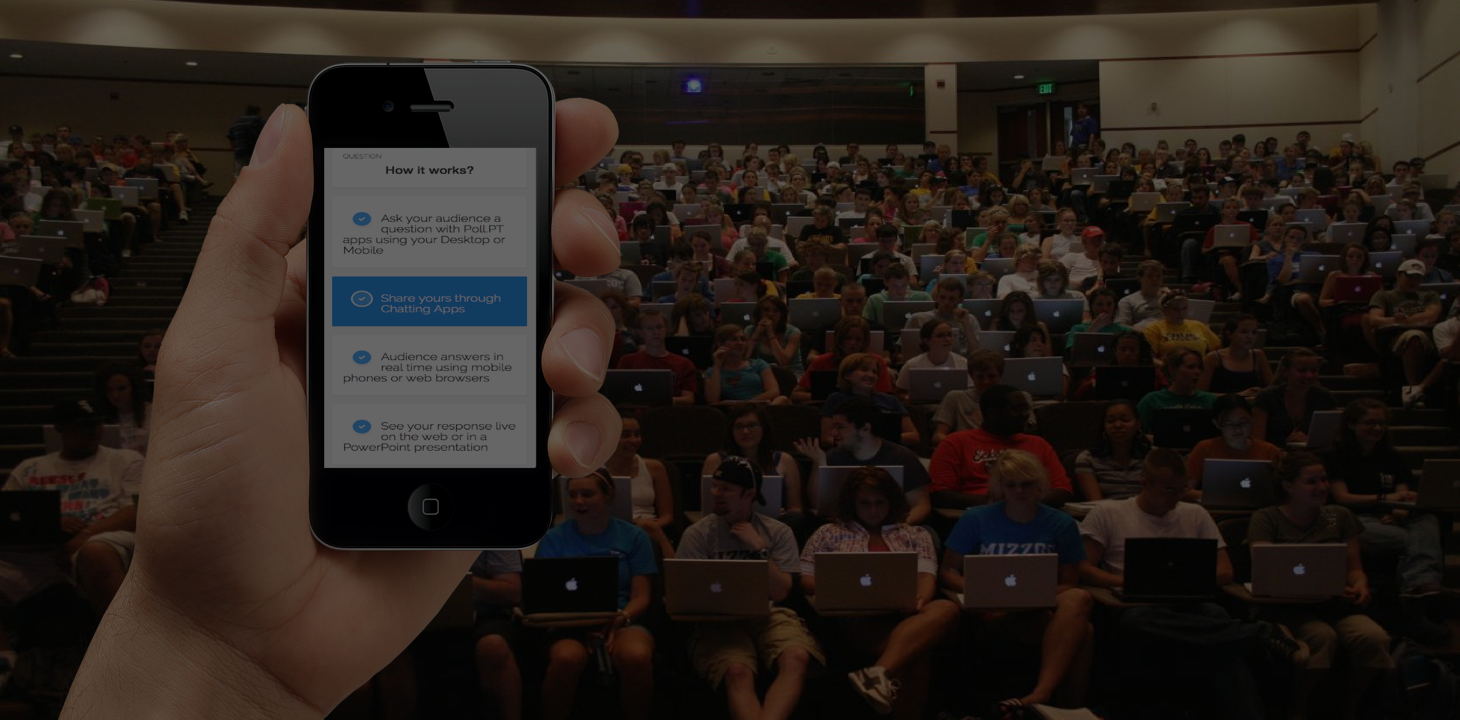 QUESTION
How it works?
Ask your audience a
question with Poll.PT
apps using your Desktop or
Mobile
Share yours through
Chatting Apps
Audience answers in
real time using mobile
phones or web browsers
See your response live
on the web or in a
PowerPoint presentation
EXIT
MIZZOU